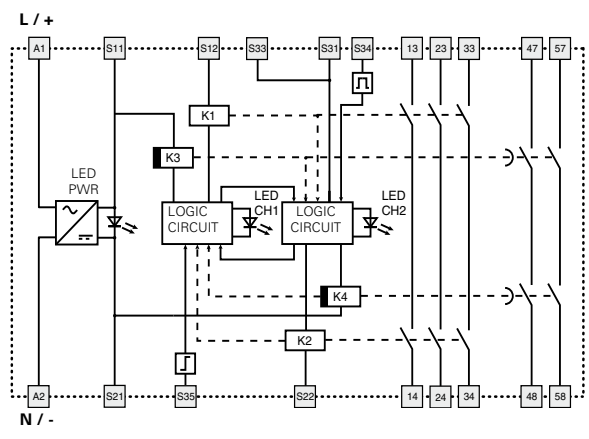 L / +
A1 S11 S12 S33 S31 S34 13 23 33 47 57
K1
K3
LED
PWR
LOGIC
CIRCUIT
LED
CH1
LOGIC
CIRCUIT
LED
CH2
K4
K2
A2 S21 S35 S22 14 24 34 48 58
N / -